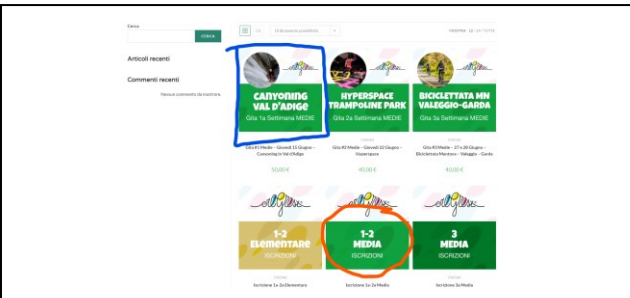 Cerca
CERCA
Articoli recenti
Commenti recenti
Nessun commento da mostrare.
CANYONING
VAL D'ADIGE
Gita 1a Settimana MEDIE
HYPERSPACE
TRAMPOLINE PARK
Gita 2a Settimana MEDIE
BICICLETTATA MN
VALEGGIO-GARDA
Gita 3a Settimana MEDIE
Gita #1 Medie – Giovedì 15 Giugno –
Canyoning in Val d'Adige
50,00 €
Gita #2 Medie – Giovedì 22 Giugno –
Hyperspace
40,00 €
Gita #3 Medie – 27 e 28 Giugno –
Biciclettata Mantova – Valeggio – Garda
40,00 €
1-2
ELEMENTARE
ISCRIZIONI
1-2
MEDIA
ISCRIZIONI
3
MEDIA
ISCRIZIONI
Iscrizione 1a 2a Elementare
Iscrizione 1a 2a Media
Iscrizione 3a Media